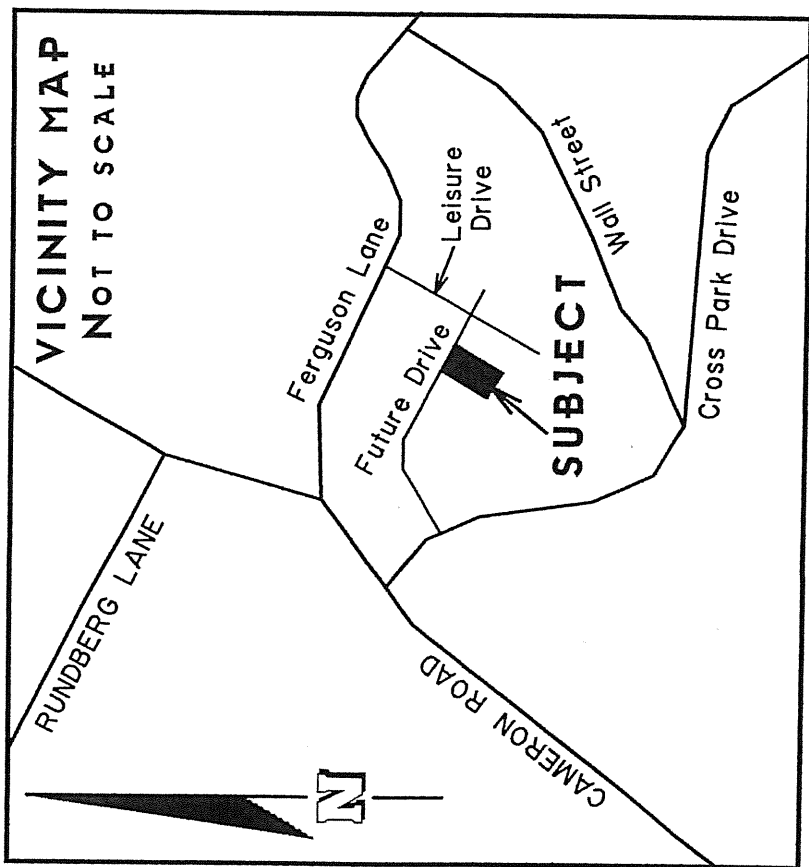 VICINITY MAP
NOT TO SCALE
RUNDBERG LANE
Ferguson Lane
Leisure
Drive
Future Drive
Wall Street
SUBJECT
Cross Park Drive
CAMERON ROAD
N